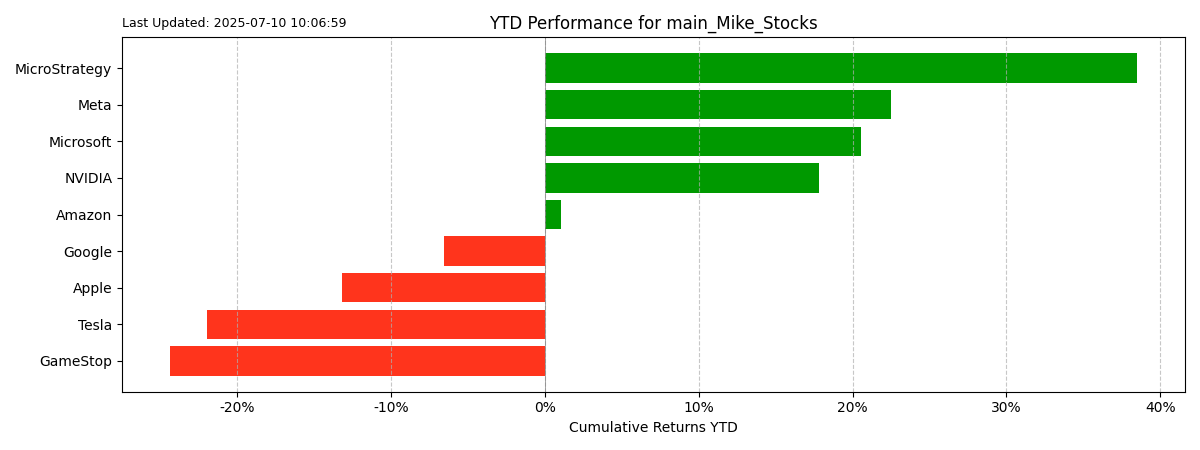 Last Updated: 2025-07-10 10:06:59
YTD Performance for main_Mike_Stocks
MicroStrategy
Meta
Microsoft
NVIDIA
Amazon
Google
Apple
Tesla
GameStop
-20% -10% 0% 10% 20% 30% 40%
Cumulative Returns YTD